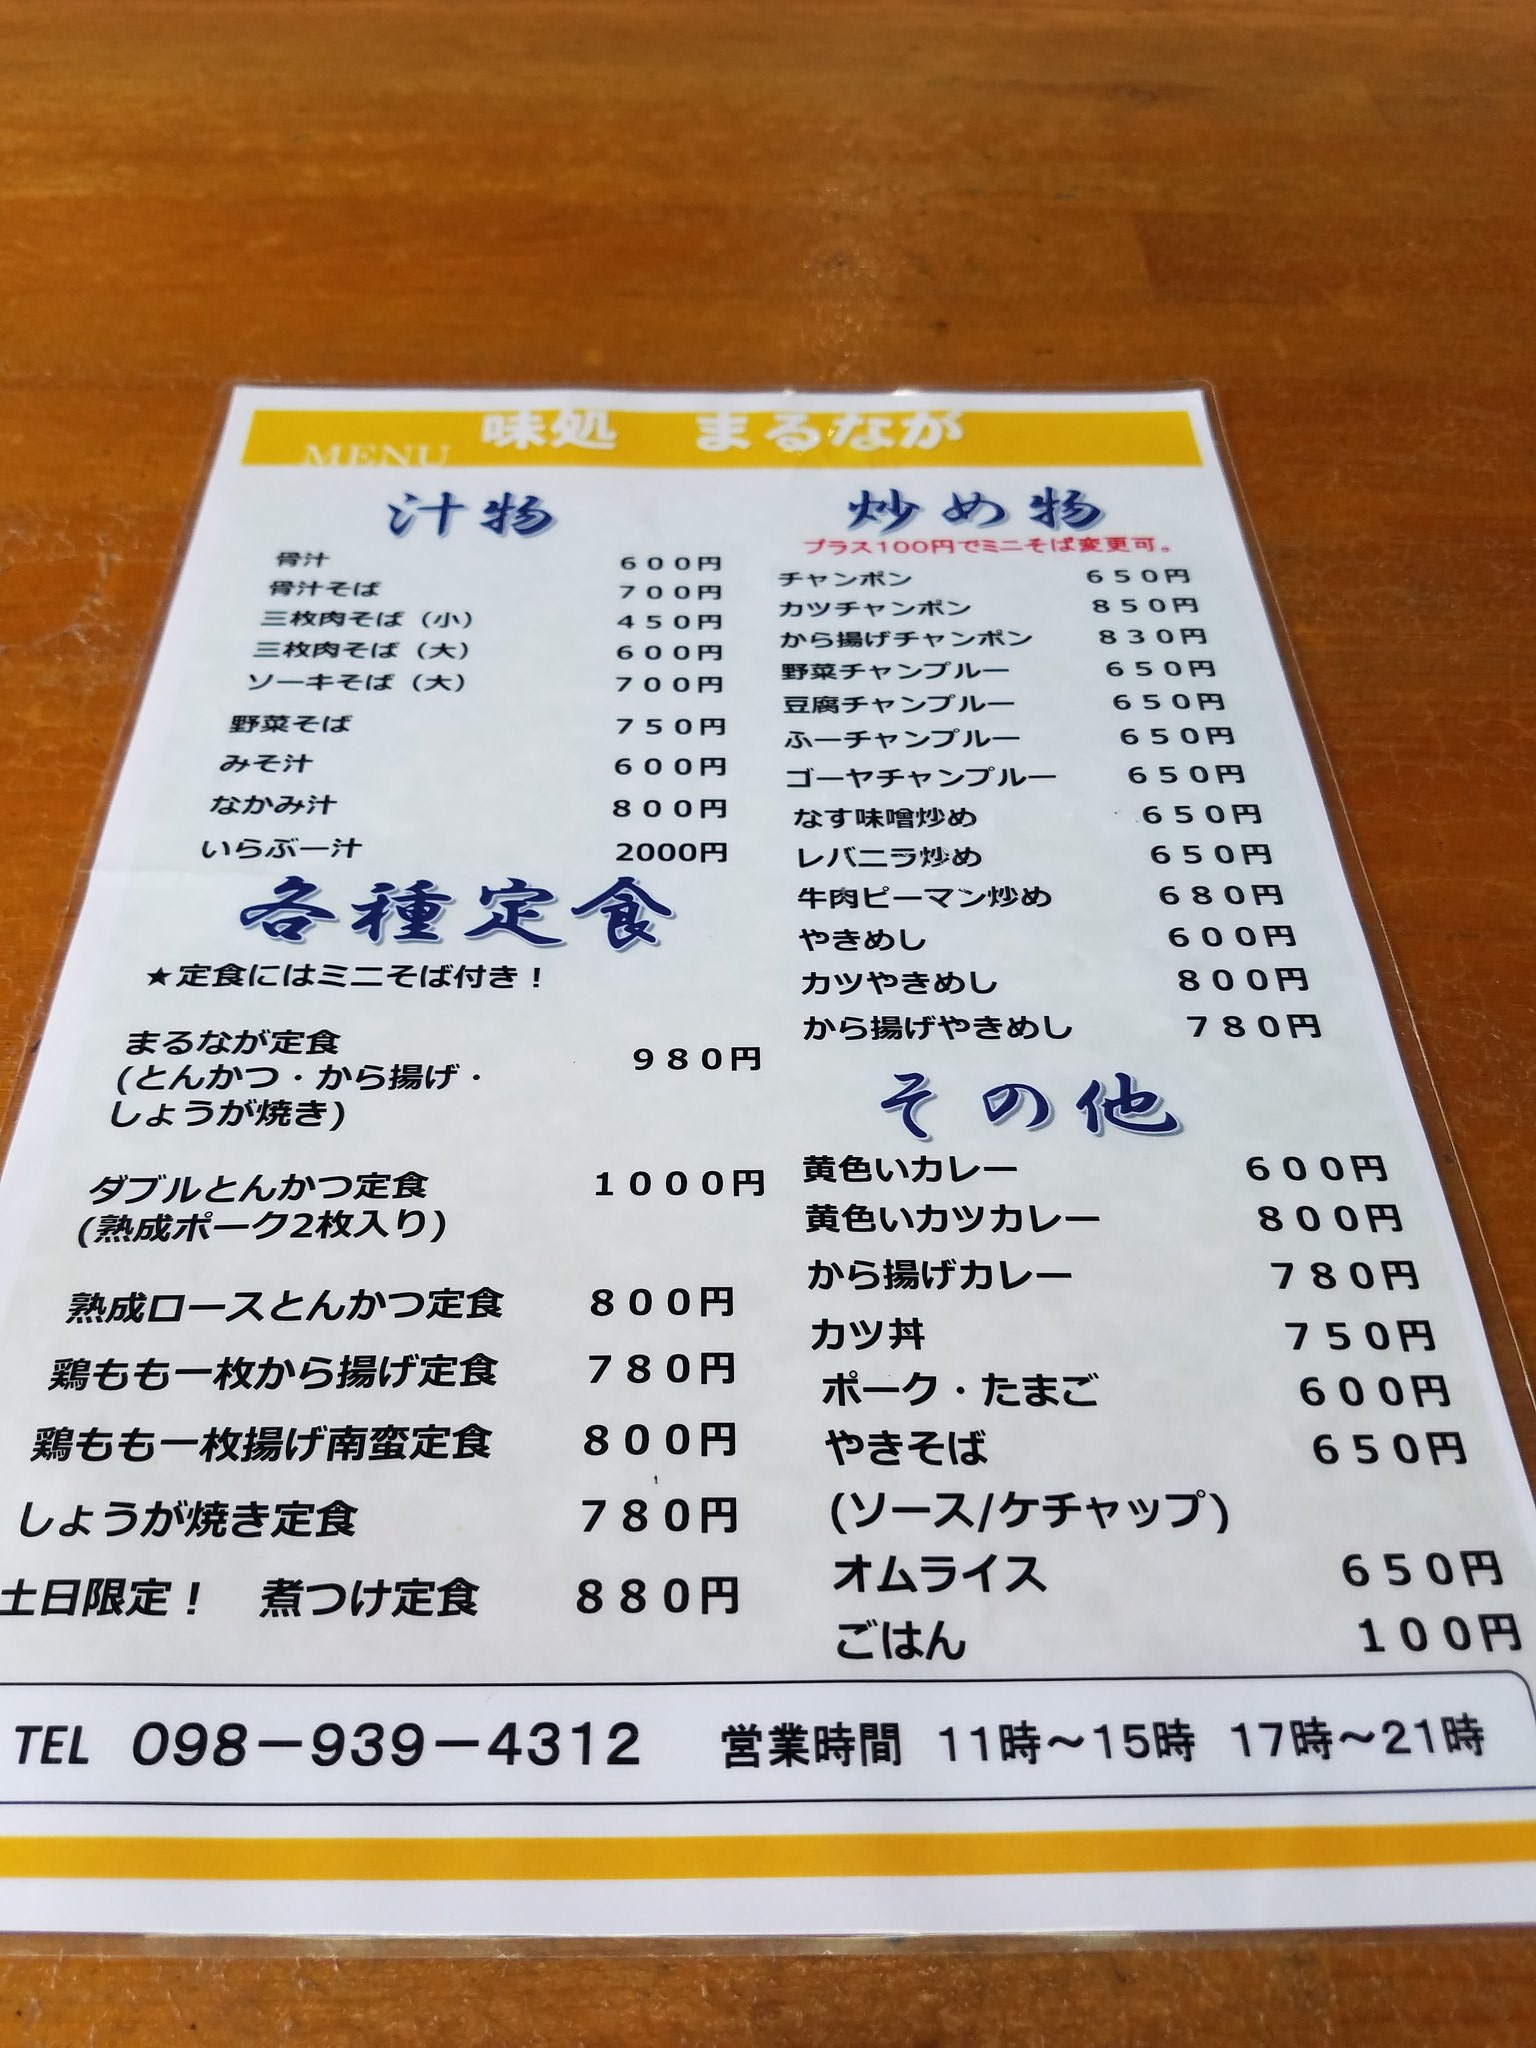 MENU 味処 まるなが
汁物
骨汁 600円
骨汁そば 700円
三枚肉そば（小） 450円
三枚肉そば（大） 600円
ソーキそば（大） 700円
野菜そば 750円
みそ汁 600円
なかみ汁 800円
いらぶー汁 2000円
各種定食
★定食にはミニそば付き！
まるなが定食 980円
(とんかつ・から揚げ・
しょうが焼き)
ダブルとんかつ定食 1000円
(熟成ポーク2枚入り)
熟成ロースとんかつ定食 800円
鶏もも一枚から揚げ定食 780円
鶏もも一枚揚げ南蛮定食 800円
しょうが焼き定食 780円
土日限定！ 煮つけ定食 880円
炒め物
プラス100円でミニそば変更可。
チャンポン 650円
カツチャンポン 850円
から揚げチャンポン 830円
野菜チャンプルー 650円
豆腐チャンプルー 650円
ふーチャンプルー 650円
ゴーヤチャンプルー 650円
なす味噌炒め 650円
レバニラ炒め 650円
牛肉ピーマン炒め 680円
やきめし 600円
カツやきめし 800円
から揚げやきめし 780円
その他
黄色いカレー 600円
黄色いカツカレー 800円
から揚げカレー 780円
カツ丼 750円
ポーク・たまご 600円
やきそば 650円
(ソース/ケチャップ)
オムライス 650円
ごはん 100円
TEL 098－939－4312 営業時間 11時～15時 17時～21時